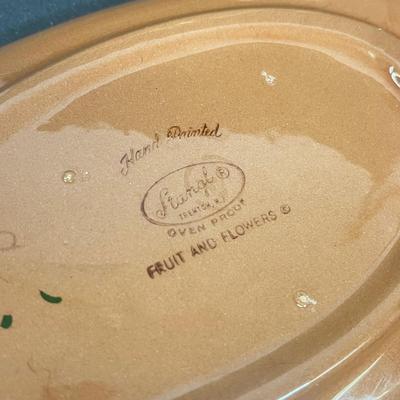 Hand Painted
Stangl ®
TRENTON, N.J.
OVEN PROOF
FRUIT AND FLOWERS ©